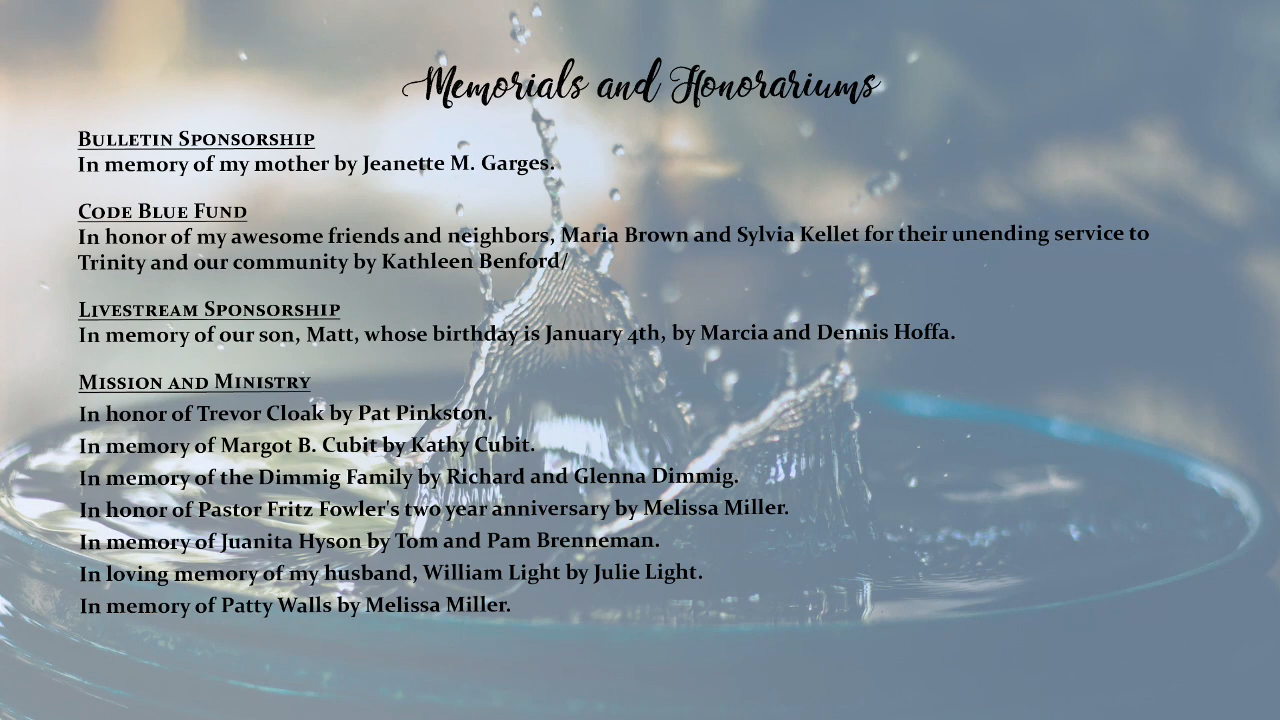 Memorials and Honorariums
Bulletin Sponsorship
In memory of my mother by Jeanette M. Garges.
Code Blue Fund
In honor of my awesome friends and neighbors, Maria Brown and Sylvia Kellet for their unending service to
Trinity and our community by Kathleen Benford/
Livestream Sponsorship
In memory of our son, Matt, whose birthday is January 4th, by Marcia and Dennis Hoffa.
Mission and Ministry
In honor of Trevor Cloak by Pat Pinkston.
In memory of Margot B. Cubit by Kathy Cubit.
In memory of the Dimmig Family by Richard and Glenna Dimmig.
In honor of Pastor Fritz Fowler's two year anniversary by Melissa Miller.
In memory of Juanita Hyson by Tom and Pam Brenneman.
In loving memory of my husband, William Light by Julie Light.
In memory of Patty Walls by Melissa Miller.